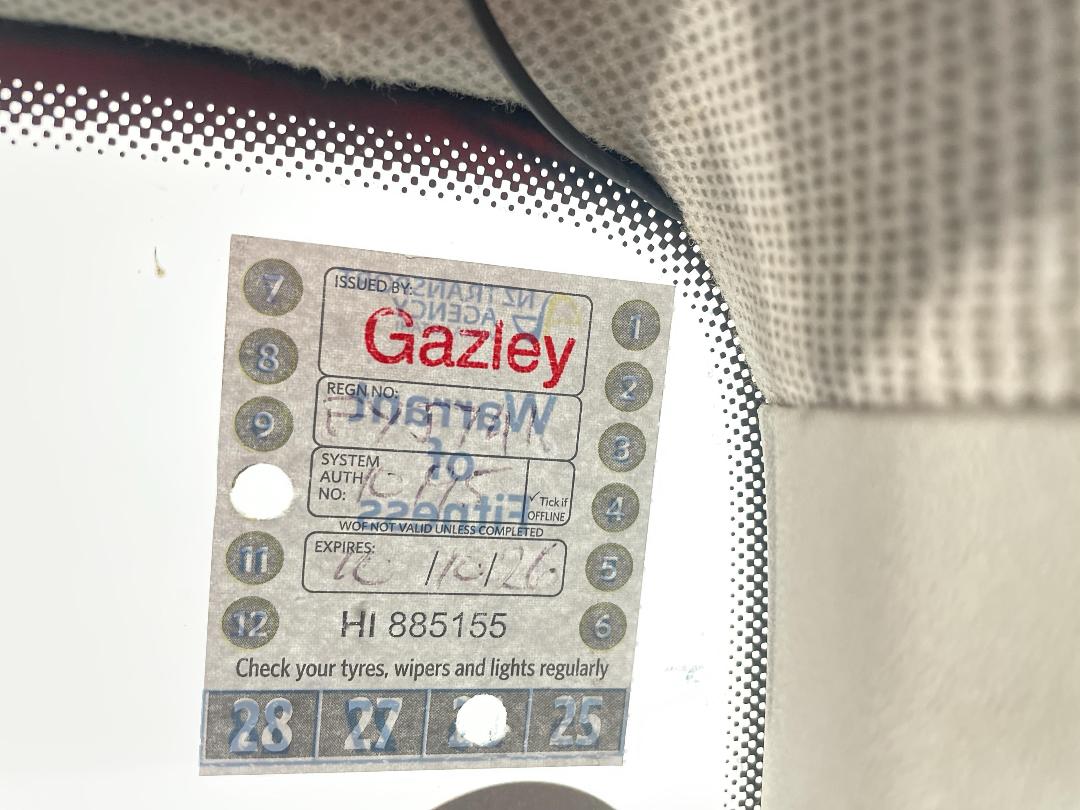 7
ISSUED BY:
NZ TRANSPORT
AGENCY
Gazley
1
8
2
REGN NO:
Warrant
9
3
of
SYSTEM
AUTH
NO:
✓Tick if
OFFLINE
4
Fitness
WOF NOT VALID UNLESS COMPLETED
11
EXPIRES:
/10/26
5
12
HI 885155
6
Check your tyres, wipers and lights regularly
28 27 25